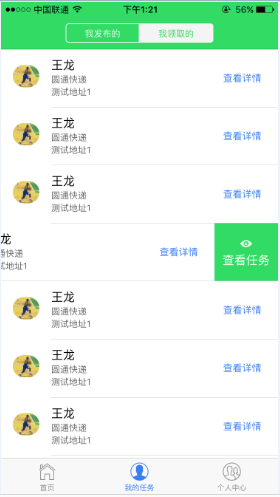 中国联通 下午1:21 56%
我发布的 我领取的
王龙
圆通快递 查看详情
测试地址1
王龙
圆通快递 查看详情
测试地址1
王龙
圆通快递 查看详情
测试地址1
龙
通快递 查看详情 查看任务
式地址1
王龙
圆通快递 查看详情
测试地址1
王龙
圆通快递 查看详情
测试地址1
王龙
圆通快递 查看详情
测试地址1
首页 我的任务 个人中心